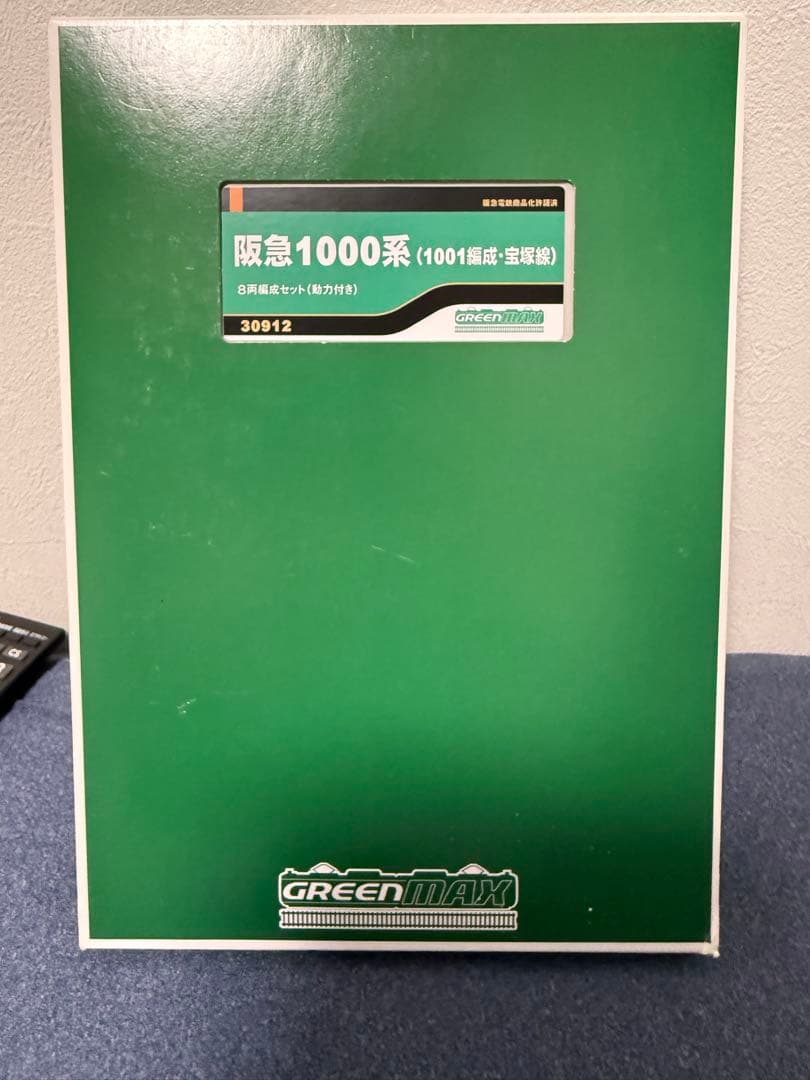 阪急電鉄商品化許諾済
阪急1000系(1001編成・宝塚線)
8両編成セット(動力付き)
30912
GREENMAX
GREENMAX